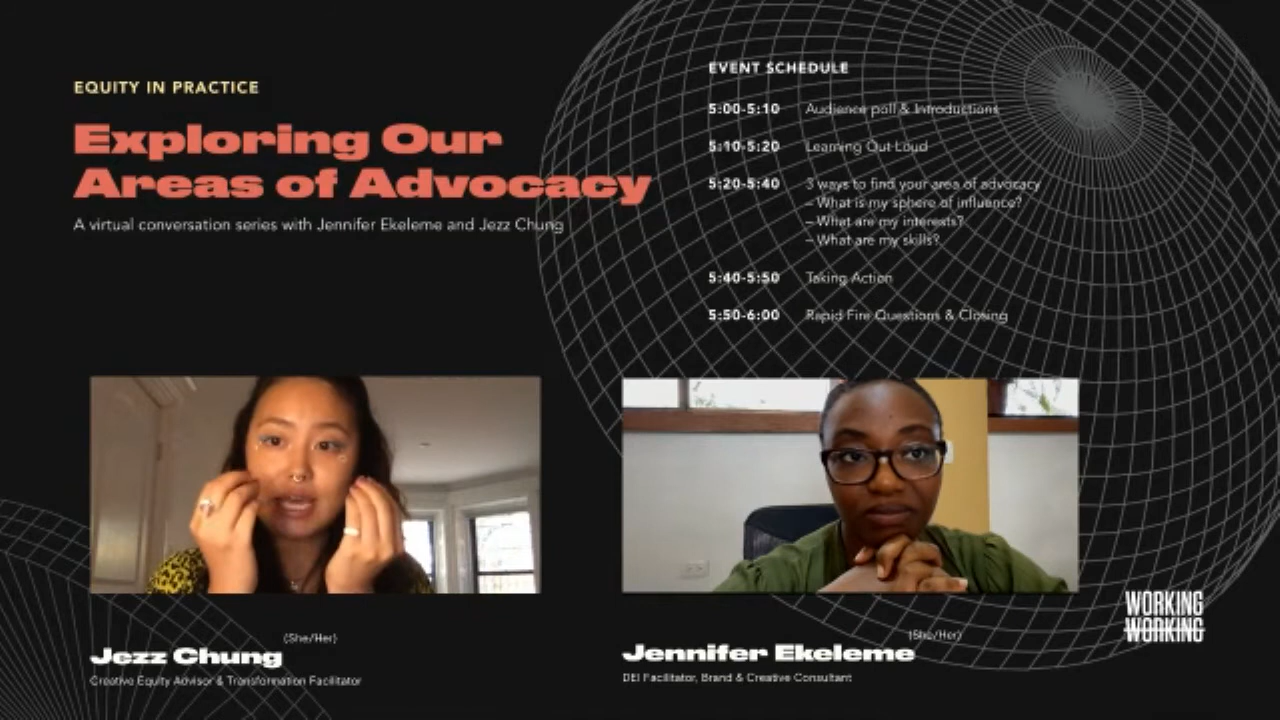 EQUITY IN PRACTICE
Exploring Our
Areas of Advocacy
A virtual conversation series with Jennifer Ekeleme and Jezz Chung
EVENT SCHEDULE
5:00-5:10 Audience poll & Introductions
5:10-5:20 Learning Out Loud
5:20-5:40 3 ways to find your area of advocacy
– What is my sphere of influence?
– What are my interests?
– What are my skills?
5:40-5:50 Taking Action
5:50-6:00 Rapid Fire Questions & Closing
(She/Her)
Jezz Chung
Creative Equity Advisor & Transformation Facilitator
(She/Her)
Jennifer Ekeleme
DEI Facilitator, Brand & Creative Consultant
WORKING
WORKING